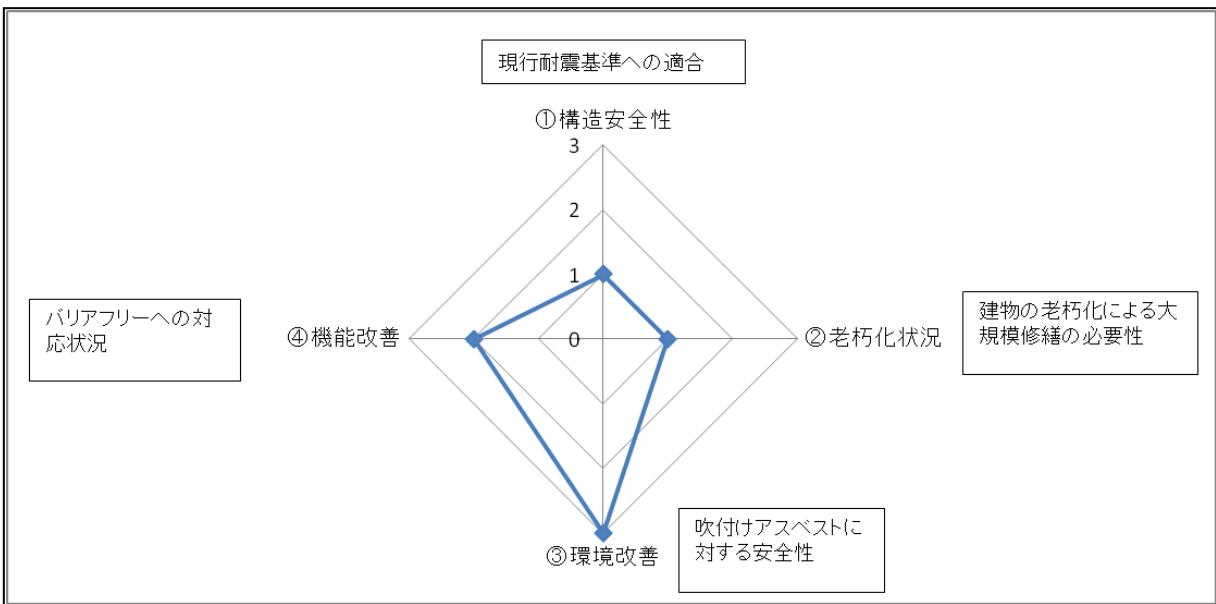 現行耐震基準への適合
①構造安全性
3
2
1
0
バリアフリーへの対
応状況
④機能改善
②老朽化状況
建物の老朽化による大
規模修繕の必要性
③環境改善
吹付けアスベストに
対する安全性